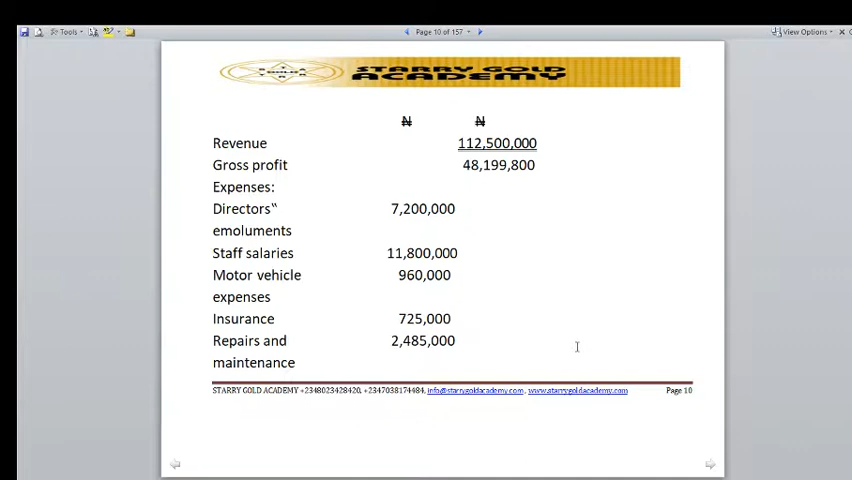 Tools
Page 10 of 157
View Options
STARRY GOLD
ACADEMY
₦ ₦
Revenue 112,500,000
Gross profit 48,199,800
Expenses:
Directors‟ 7,200,000
emoluments
Staff salaries 11,800,000
Motor vehicle 960,000
expenses
Insurance 725,000
Repairs and 2,485,000
maintenance
STARRY GOLD ACADEMY +2348023428420, +2347038174484, info@starrygoldacademy.com , www.starrygoldacademy.com Page 10